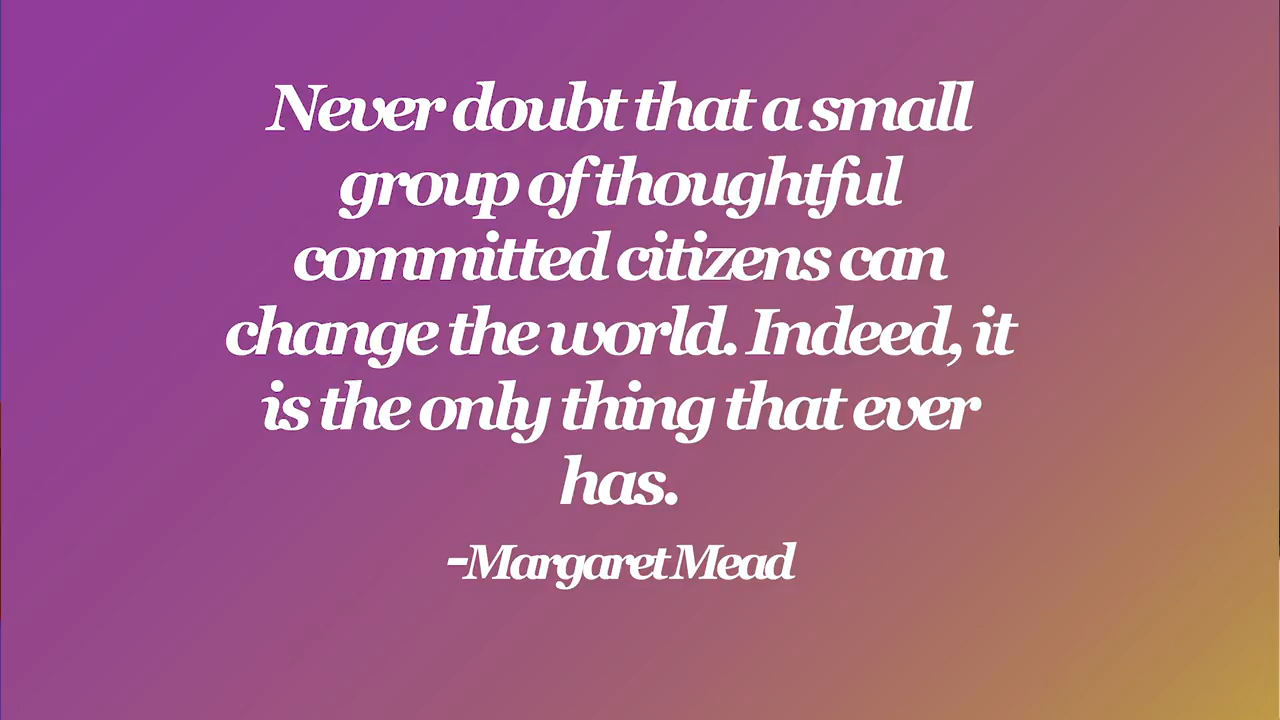 Never doubt that a small
group of thoughtful
committed citizens can
change the world. Indeed, it
is the only thing that ever
has.
-Margaret Mead